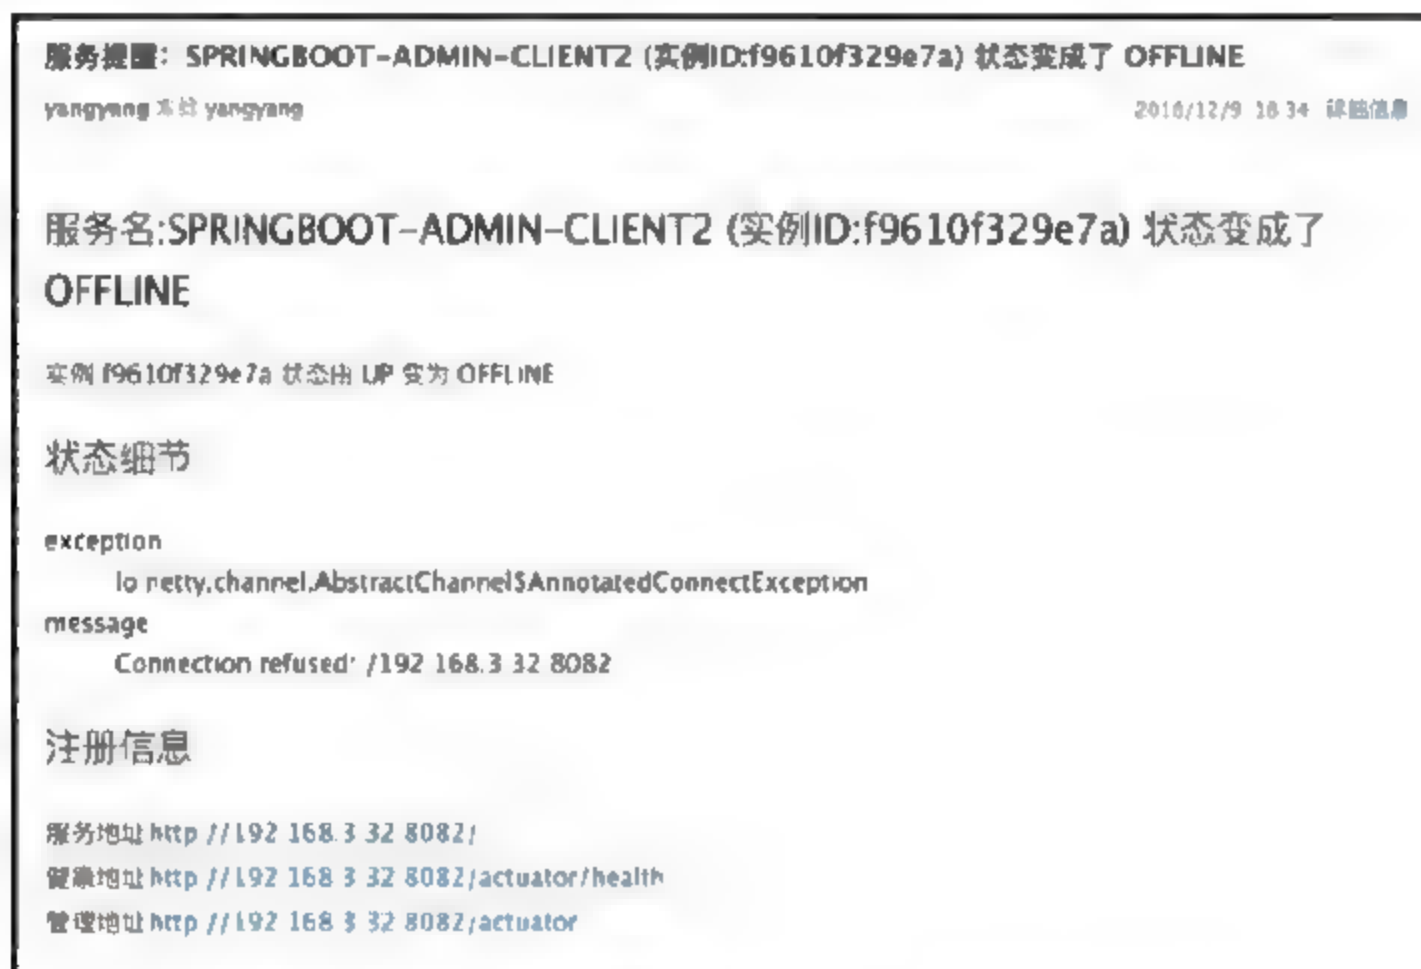 服务提醒：SPRINGBOOT-ADMIN-CLIENT2 (实例ID:f9610f329e7a) 状态变成了 OFFLINE
yangyang 发给 yangyang 2018/12/9 18:34 详细信息
服务名:SPRINGBOOT-ADMIN-CLIENT2 (实例ID:f9610f329e7a) 状态变成了
OFFLINE
实例 f9610f329e7a 状态由 UP 变为 OFFLINE
状态细节
exception
io.netty.channel.AbstractChannel$AnnotatedConnectException
message
Connection refused: /192.168.3.32:8082
注册信息
服务地址 http://192.168.3.32:8082/
健康地址 http://192.168.3.32:8082/actuator/health
管理地址 http://192.168.3.32:8082/actuator